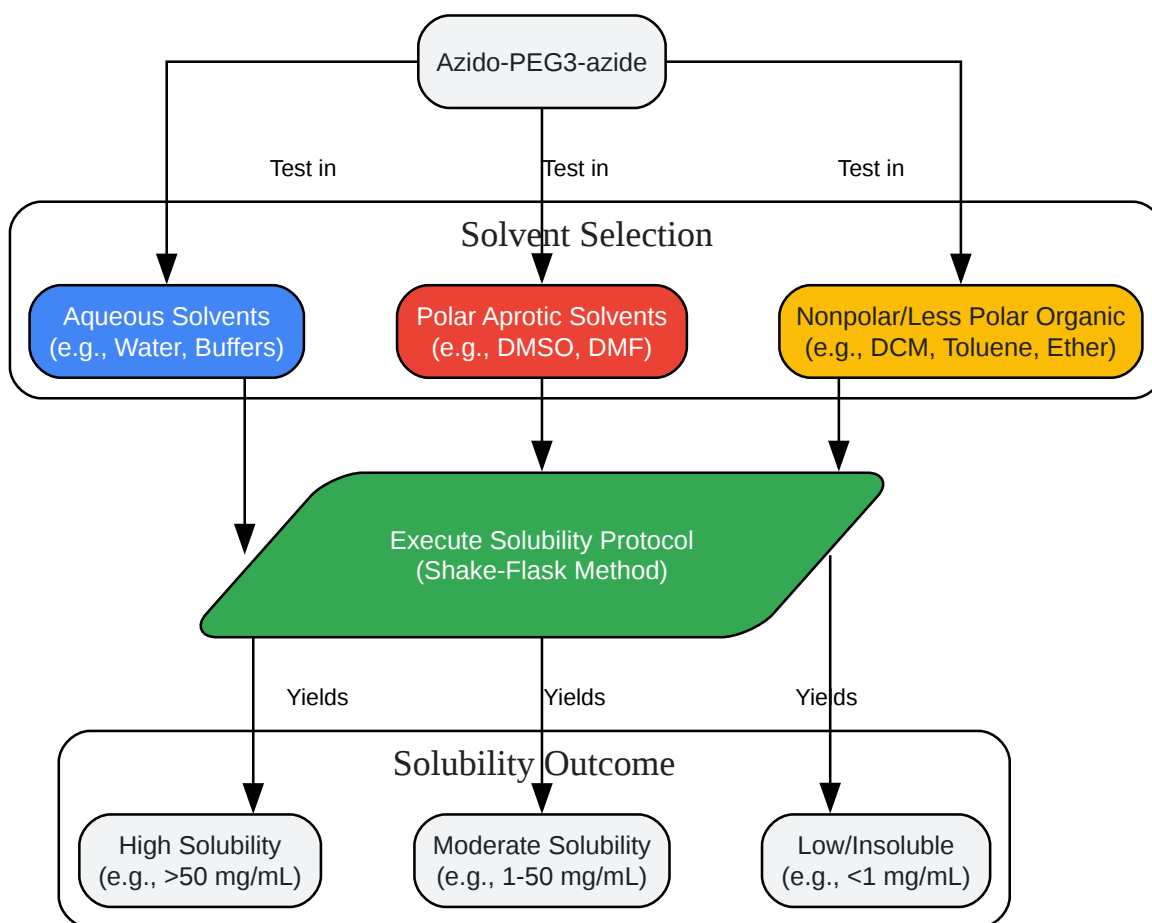 Azido-PEG3-azide
Test in
Test in
Test in
Solvent Selection
Aqueous Solvents
(e.g., Water, Buffers)
Polar Aprotic Solvents
(e.g., DMSO, DMF)
Nonpolar/Less Polar Organic
(e.g., DCM, Toluene, Ether)
Execute Solubility Protocol
(Shake-Flask Method)
Yields
Yields
Yields
Solubility Outcome
High Solubility
(e.g., >50 mg/mL)
Moderate Solubility
(e.g., 1-50 mg/mL)
Low/Insoluble
(e.g., <1 mg/mL)